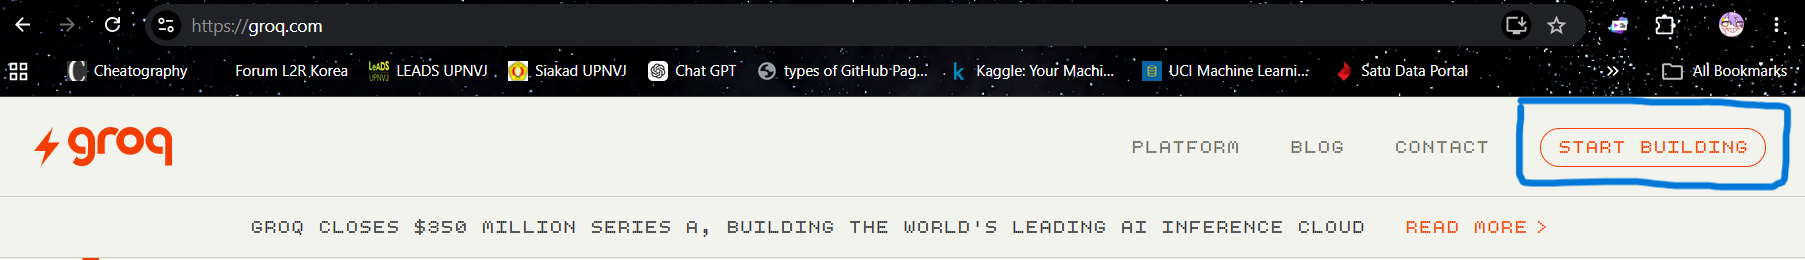 https://groq.com
Cheatography Forum L2R Korea LEADS UPNVJ LEADS UPNVJ Siakad UPNVJ Chat GPT types of GitHub Pag... Kaggle: Your Machi... UCI Machine Learni... Satu Data Portal » All Bookmarks
groq PLATFORM BLOG CONTACT START BUILDING
GROQ CLOSES $350 MILLION SERIES A, BUILDING THE WORLD'S LEADING AI INFERENCE CLOUD READ MORE >